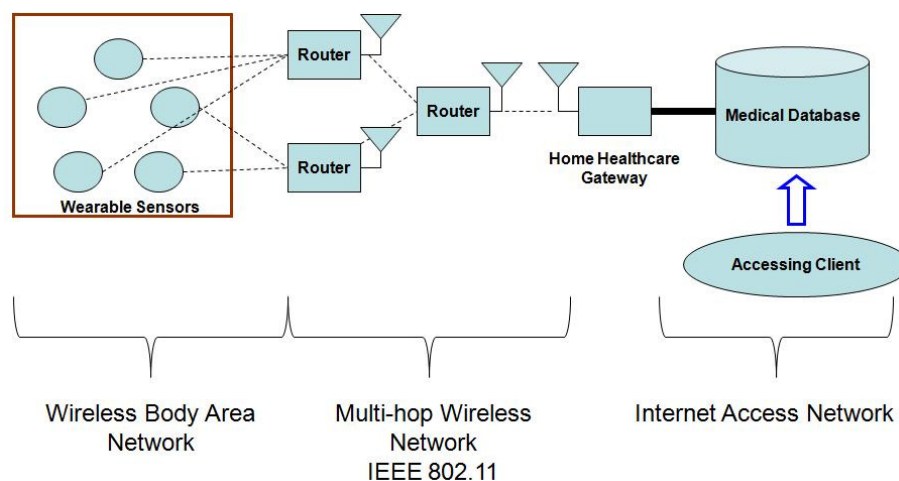 Router
Router
Router
Medical Database
Home Healthcare
Gateway
Wearable Sensors
Accessing Client
Wireless Body Area
Network
Multi-hop Wireless
Network
IEEE 802.11
Internet Access Network